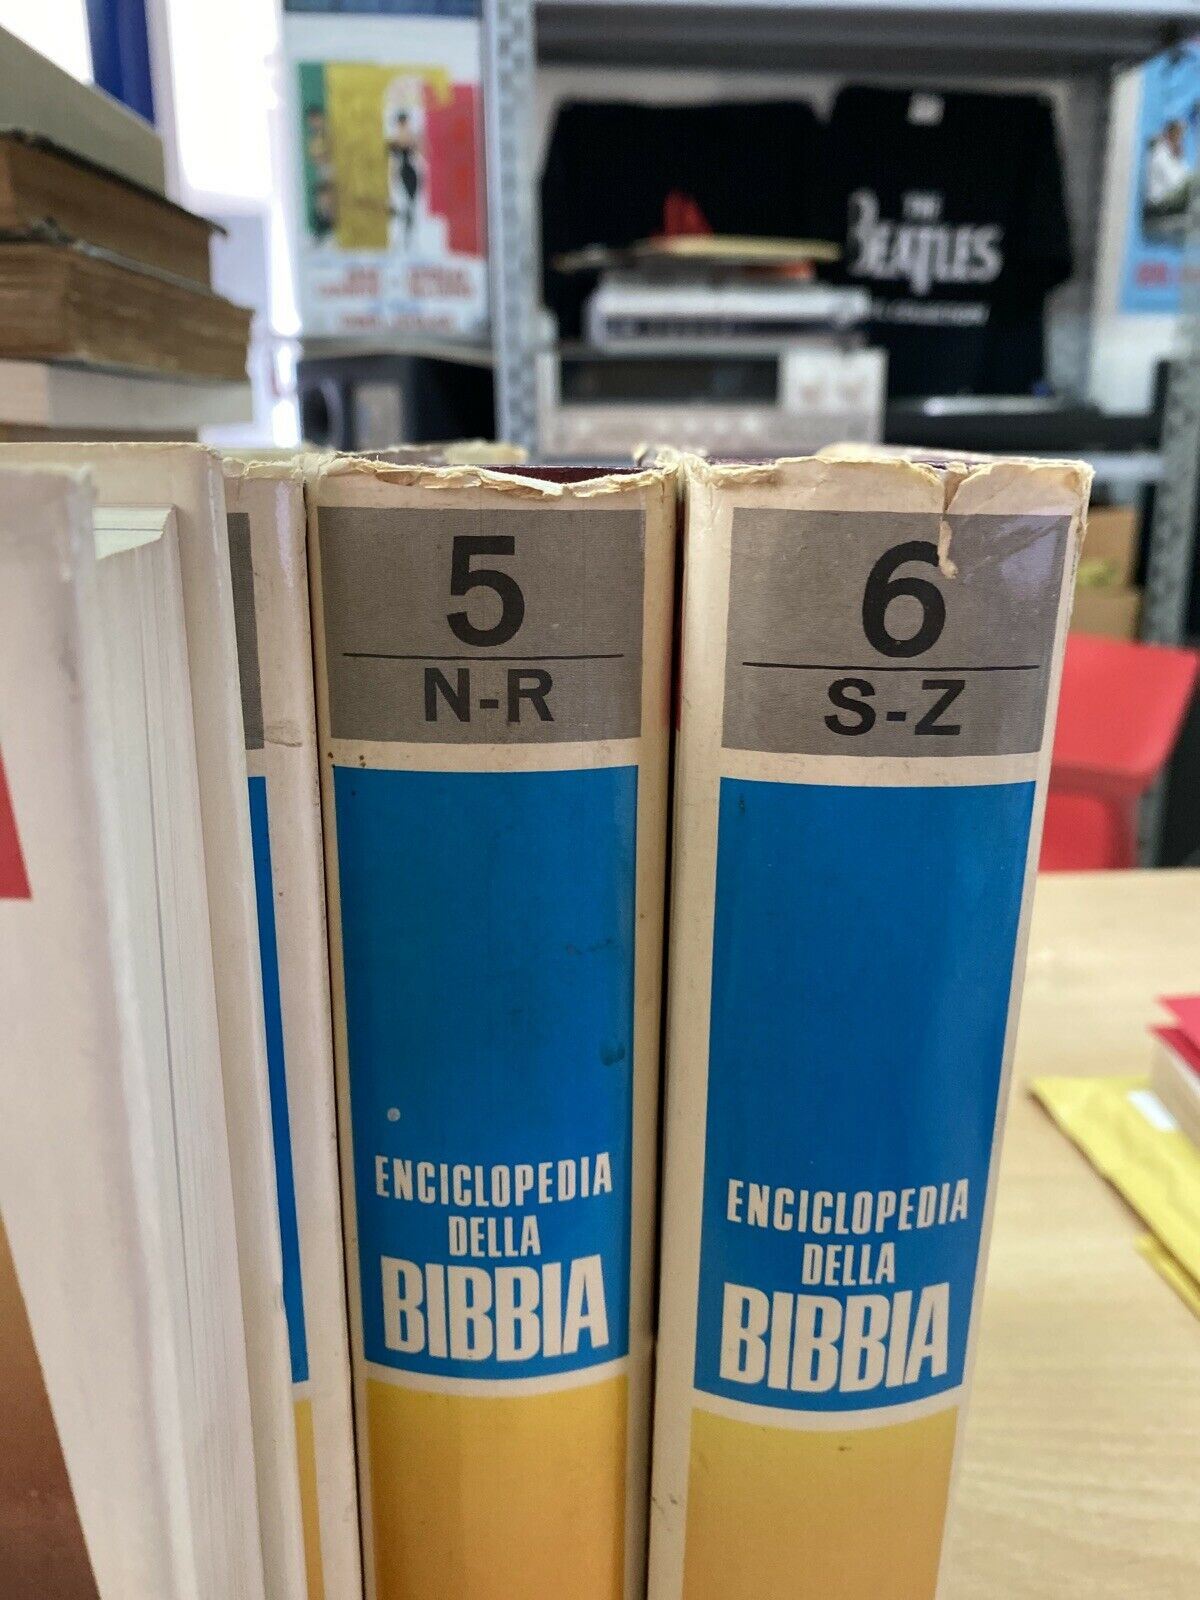 THE
BEATLES
5
N-R
ENCICLOPEDIA
DELLA
BIBBIA
6
S-Z
ENCICLOPEDIA
DELLA
BIBBIA